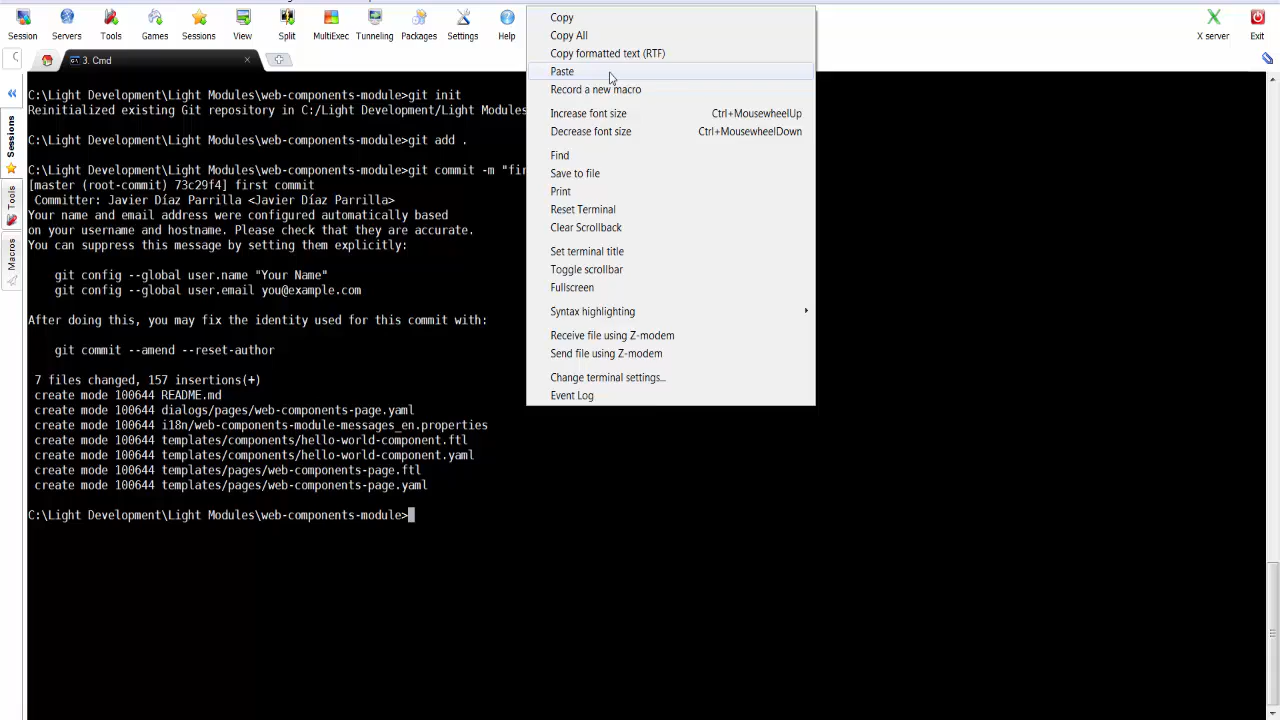 Session
Servers
Tools
Games
Sessions
View
Split
MultiExec
Tunneling
Packages
Settings
Help
X server
Exit
3. Cmd
Sessions
Tools
Macros
C:\Light Development\Light Modules\web-components-module>git init
Reinitialized existing Git repository in C:/Light Development/Light Modules
C:\Light Development\Light Modules\web-components-module>git add .
C:\Light Development\Light Modules\web-components-module>git commit -m "fir
[master (root-commit) 73c29f4] first commit
Committer: Javier Díaz Parrilla <Javier Díaz Parrilla>
Your name and email address were configured automatically based
on your username and hostname. Please check that they are accurate.
You can suppress this message by setting them explicitly:
git config --global user.name "Your Name"
git config --global user.email you@example.com
After doing this, you may fix the identity used for this commit with:
git commit --amend --reset-author
7 files changed, 157 insertions(+)
create mode 100644 README.md
create mode 100644 dialogs/pages/web-components-page.yaml
create mode 100644 i18n/web-components-module-messages_en.properties
create mode 100644 templates/components/hello-world-component.ftl
create mode 100644 templates/components/hello-world-component.yaml
create mode 100644 templates/pages/web-components-page.ftl
create mode 100644 templates/pages/web-components-page.yaml
C:\Light Development\Light Modules\web-components-module>
Copy
Copy All
Copy formatted text (RTF)
Paste
Record a new macro
Increase font size Ctrl+MousewheelUp
Decrease font size Ctrl+MousewheelDown
Find
Save to file
Print
Reset Terminal
Clear Scrollback
Set terminal title
Toggle scrollbar
Fullscreen
Syntax highlighting
Receive file using Z-modem
Send file using Z-modem
Change terminal settings...
Event Log